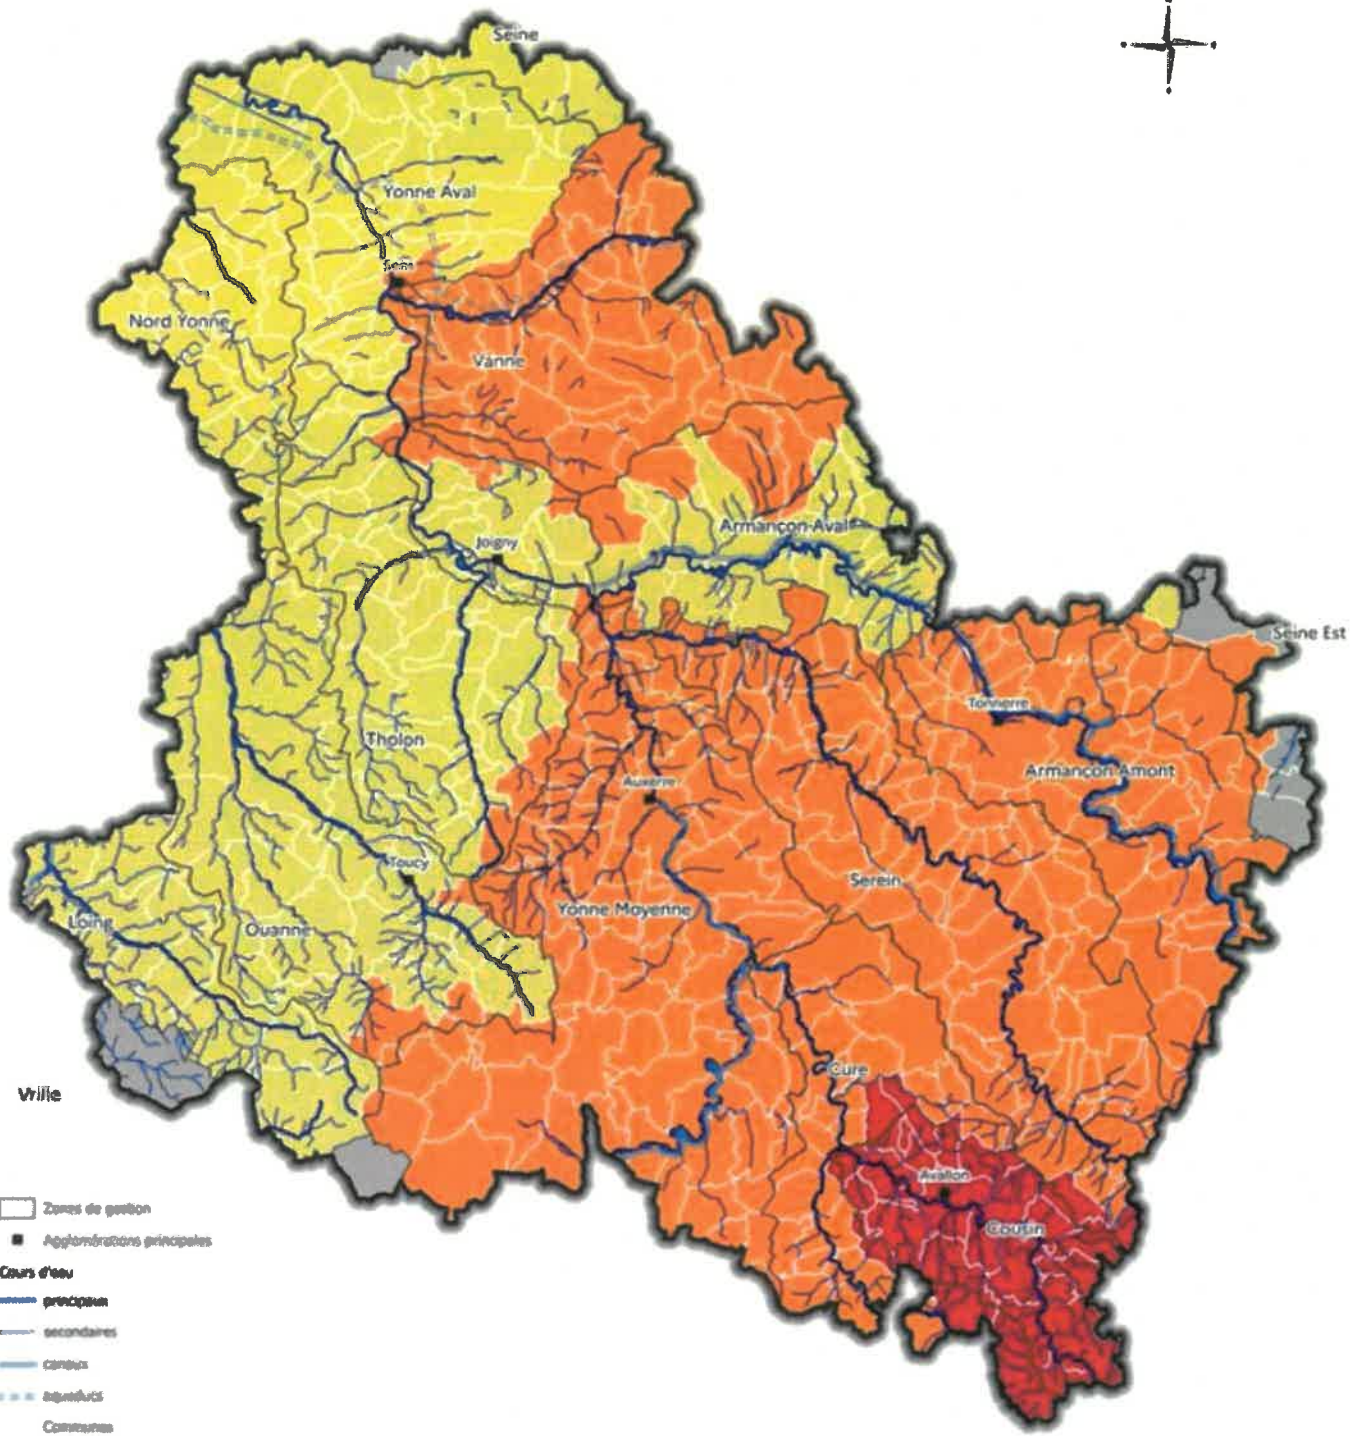 Seine
Yonne Aval
Sens
Nord Yonne
Vanne
Armançon Aval
Joigny
Seine Est
Tonnerre
Tholon
Armançon Amont
Auxerre
Toucy
Serein
Yonne Moyenne
Loing
Ouanne
Cure
Vrille
Avallon
Cousin
Zones de gestion
Agglomérations principales
Cours d'eau
principaux
secondaires
canaux
aqueducs
Communes